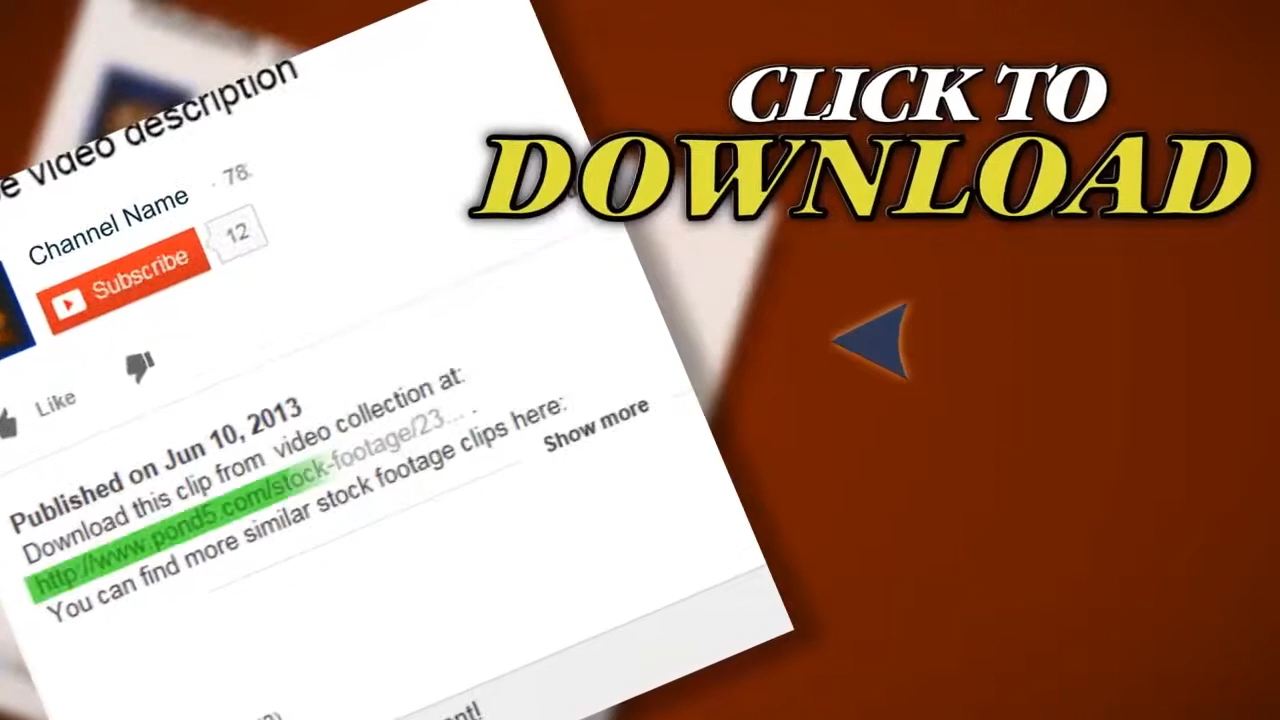 CLICK TO
DOWNLOAD
video description
Channel Name
78
Subscribe
12
Like
Published on Jun 10, 2013
Download this clip from video collection at:
http://www.pond5.com/stock-footage/23...
You can find more similar stock footage clips here:
Show more